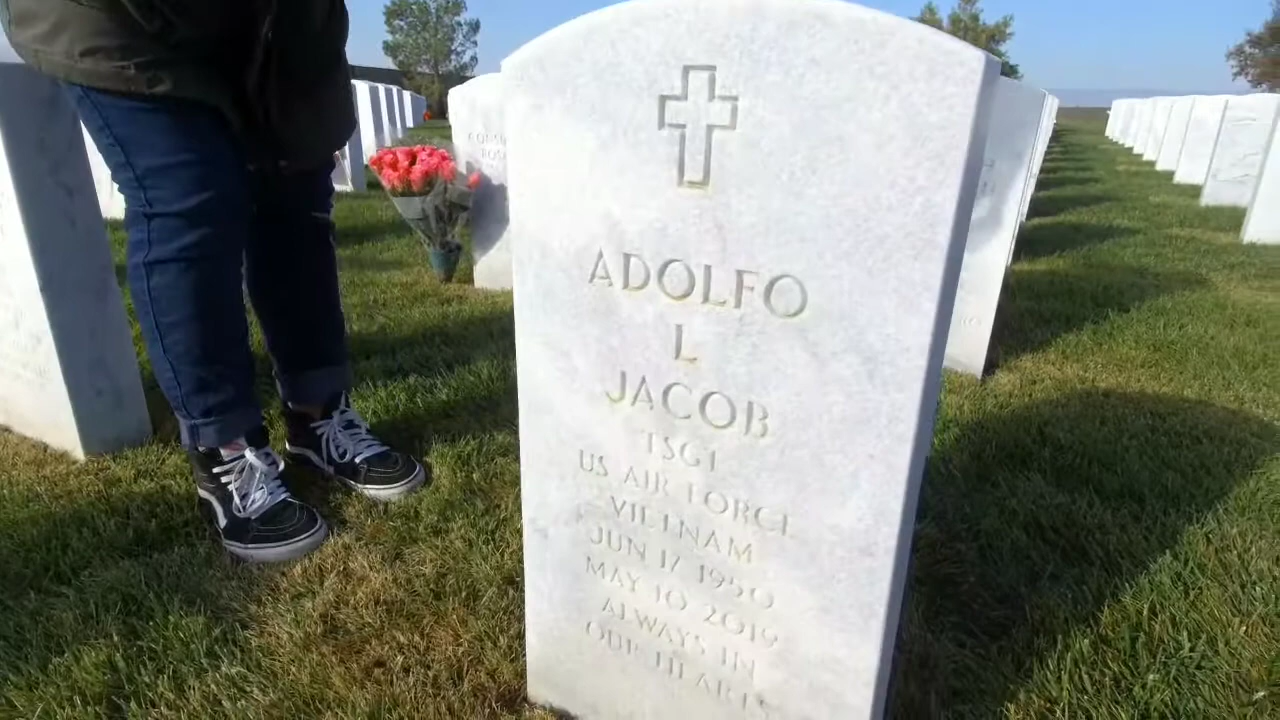 ADOLFO
L
JACOB
TSGT
US AIR FORCE
VIETNAM
JUN 17 1950
MAY 10 2019
ALWAYS IN
OUR HEARTS